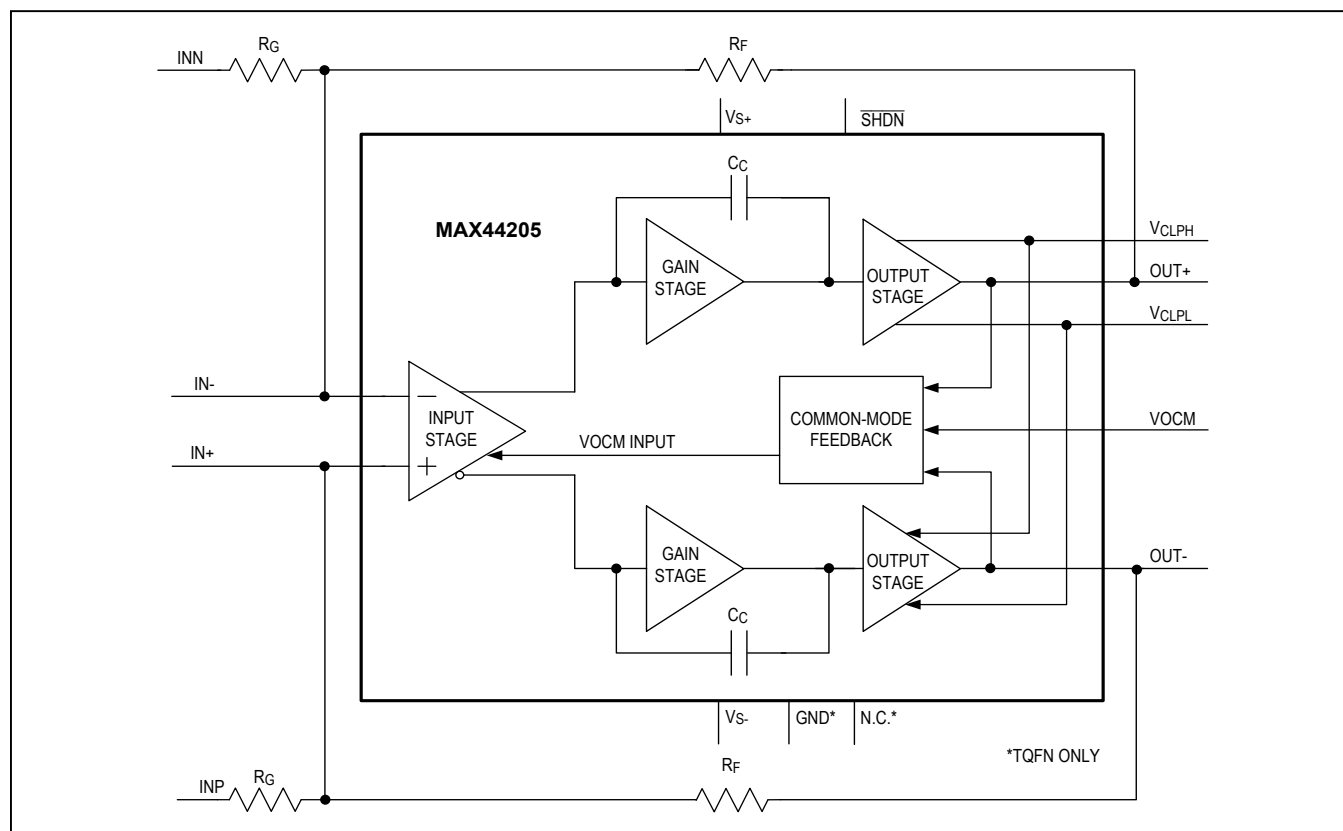 INN
RG
RF
VS+
SHDN
CC
MAX44205
GAIN
STAGE
OUTPUT
STAGE
VCLPH
OUT+
VCLPL
IN-
−
INPUT
STAGE
+
IN+
VOCM INPUT
COMMON-MODE
FEEDBACK
VOCM
GAIN
STAGE
OUTPUT
STAGE
OUT-
CC
VS-
GND*
N.C.*
*TQFN ONLY
INP
RG
RF